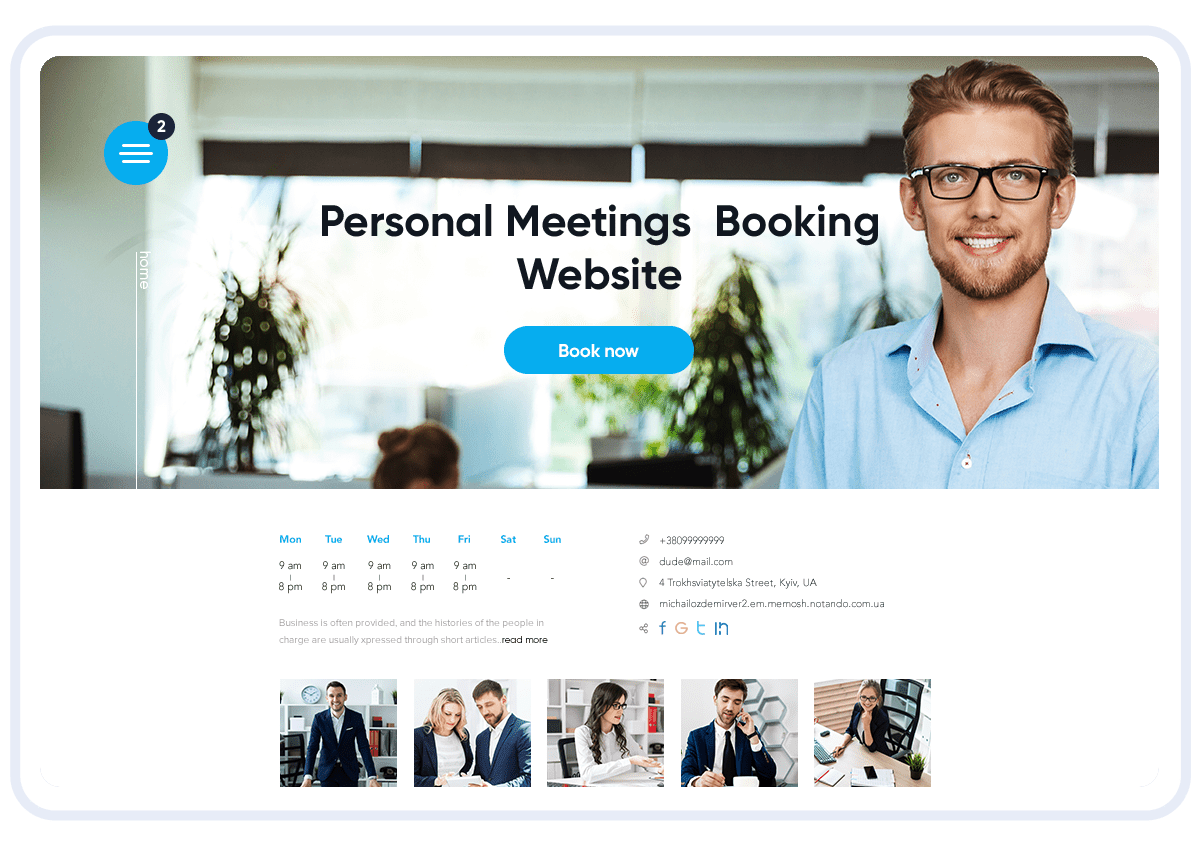 2
home
Personal Meetings Booking
Website
Book now
Mon Tue Wed Thu Fri Sat Sun
9 am 9 am 9 am 9 am 9 am
- -
8 pm 8 pm 8 pm 8 pm 8 pm
Business is often provided, and the histories of the people in
charge are usually xpressed through short articles..read more
+38099999999
dude@mail.com
4 Trokhsviatytelska Street, Kyiv, UA
michailozdemirver2.em.memosh.notando.com.ua
f G t in